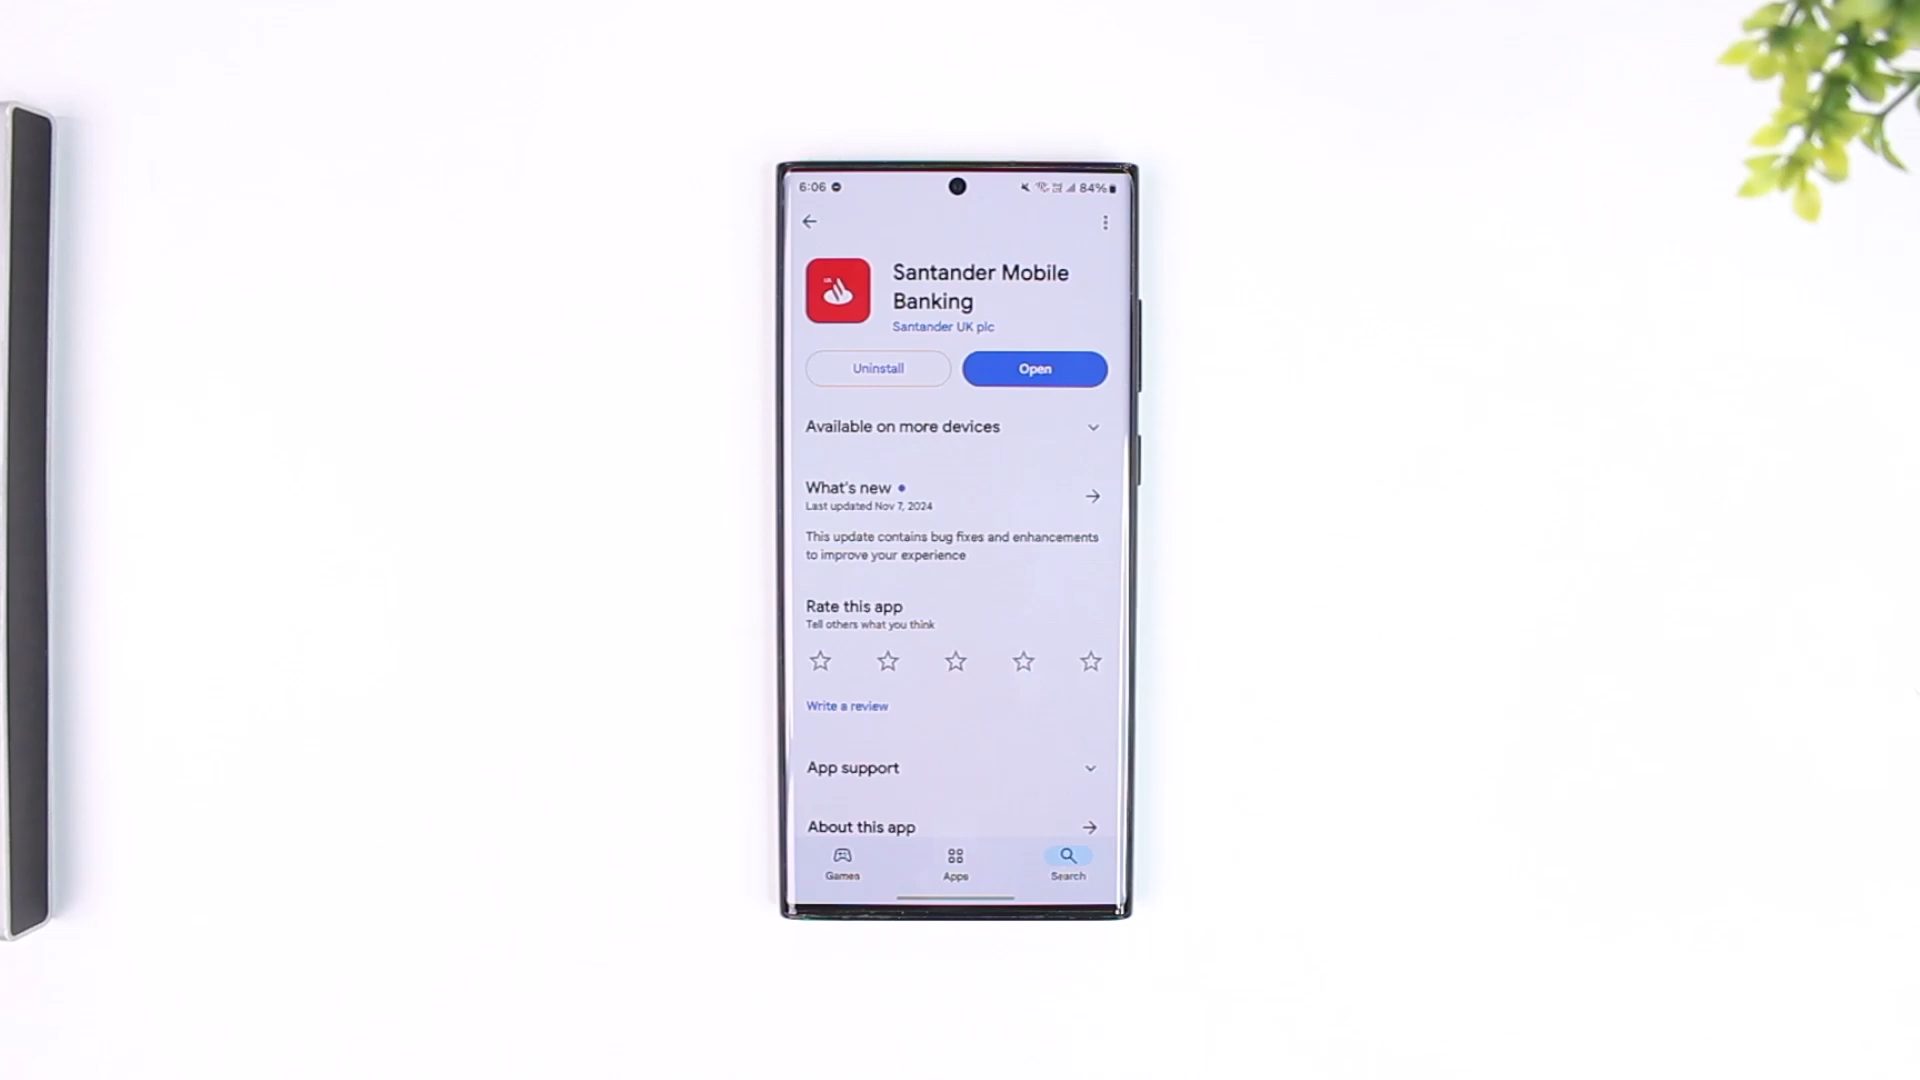 6:06
84%
Santander Mobile
Banking
Santander UK plc
Uninstall
Open
Available on more devices
What's new
Last updated Nov 7, 2024
This update contains bug fixes and enhancements
to improve your experience
Rate this app
Tell others what you think
Write a review
App support
About this app
Games
Apps
Search